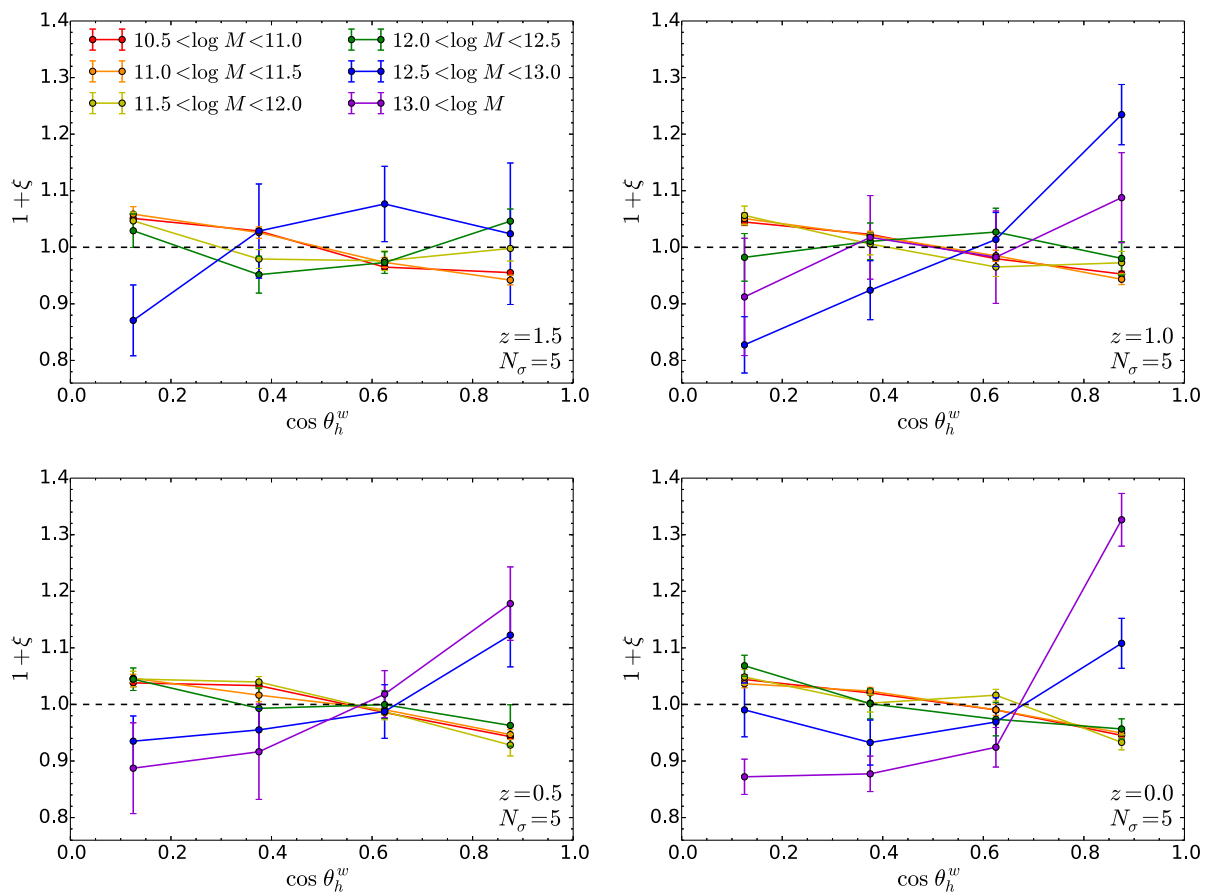 1.4
1.3
1.2
1.1
1.0
0.9
0.8
1+ξ
10.5<log M<11.0
11.0<log M<11.5
11.5<log M<12.0
12.0<log M<12.5
12.5<log M<13.0
13.0<log M
z=1.5
N_σ=5
0.0 0.2 0.4 0.6 0.8 1.0
cos θ_h^w
1.4
1.3
1.2
1.1
1.0
0.9
0.8
1+ξ
z=1.0
N_σ=5
0.0 0.2 0.4 0.6 0.8 1.0
cos θ_h^w
1.4
1.3
1.2
1.1
1.0
0.9
0.8
1+ξ
z=0.5
N_σ=5
0.0 0.2 0.4 0.6 0.8 1.0
cos θ_h^w
1.4
1.3
1.2
1.1
1.0
0.9
0.8
1+ξ
z=0.0
N_σ=5
0.0 0.2 0.4 0.6 0.8 1.0
cos θ_h^w